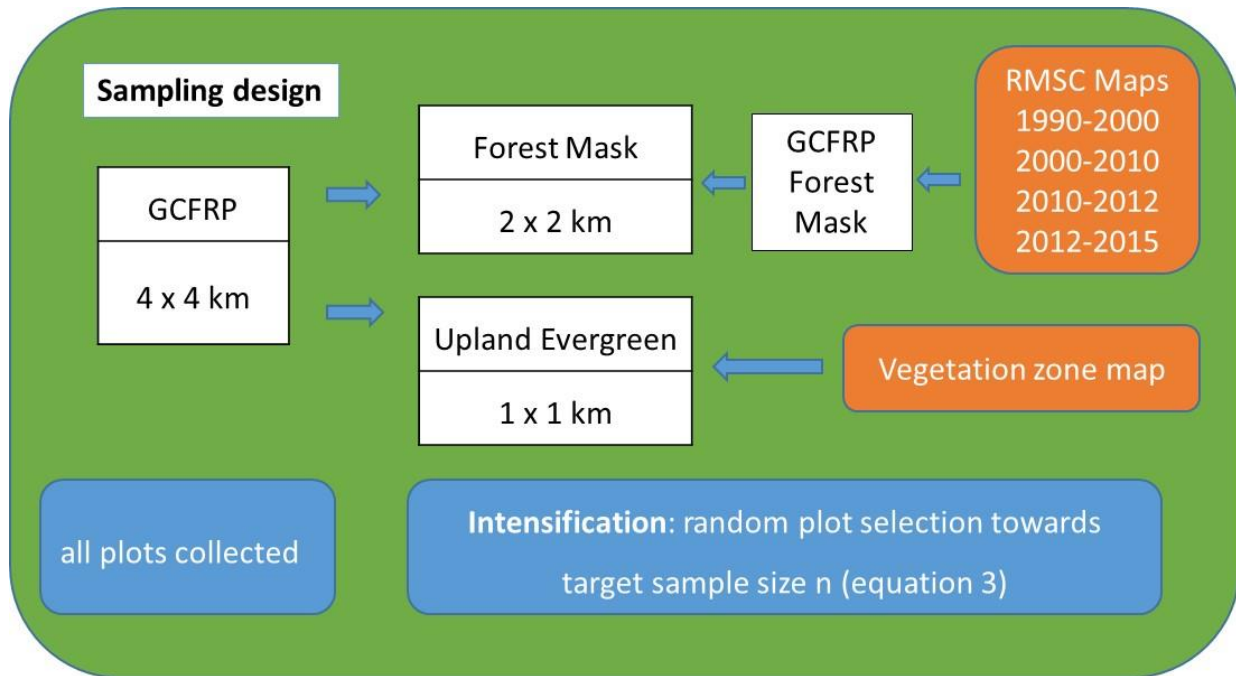 Sampling design
GCFRP
4 x 4 km
Forest Mask
2 x 2 km
GCFRP
Forest
Mask
RMSC Maps
1990-2000
2000-2010
2010-2012
2012-2015
Upland Evergreen
1 x 1 km
Vegetation zone map
all plots collected
Intensification: random plot selection towards
target sample size n (equation 3)